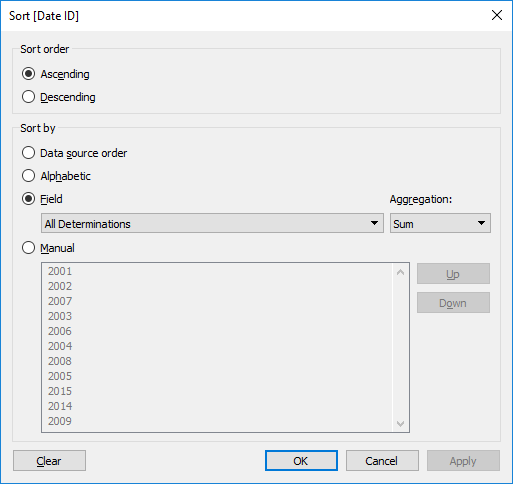 Sort [Date ID]
Sort order
Ascending
Descending
Sort by
Data source order
Alphabetic
Field
Aggregation:
All Determinations
Sum
Manual
2001
2002
2007
2003
2006
2004
2008
2005
2015
2014
2009
Up
Down
Clear
OK
Cancel
Apply